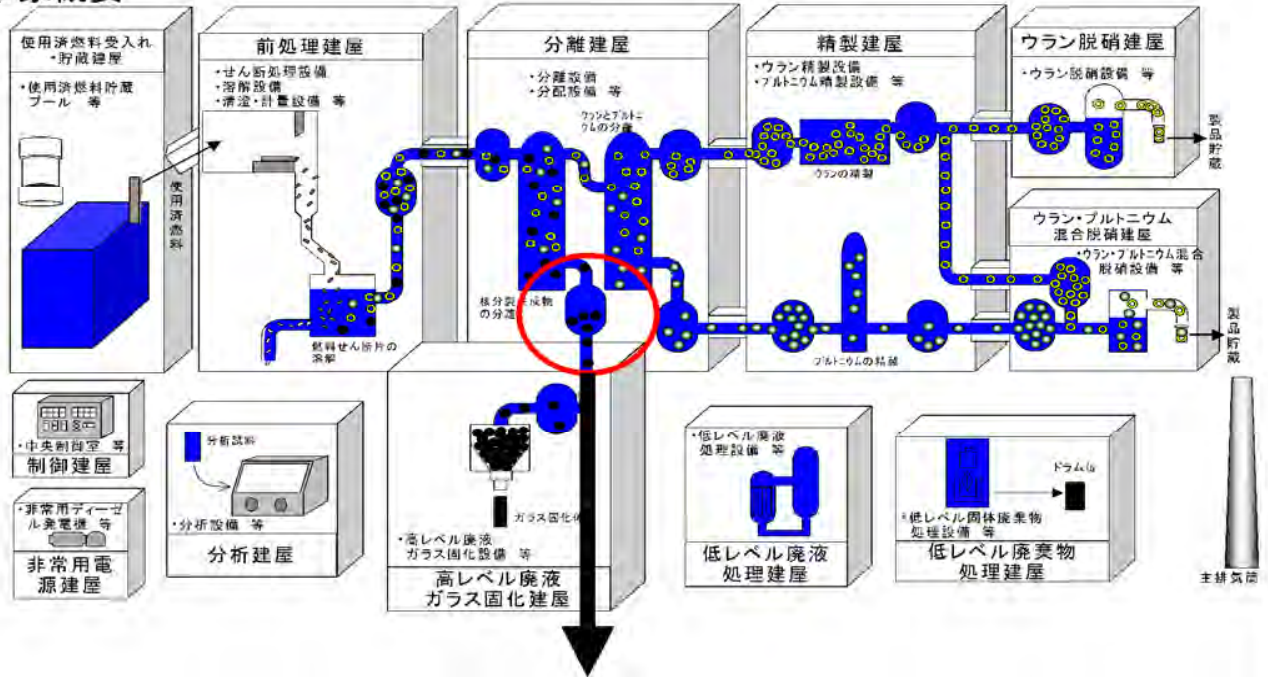 使用済燃料受入れ
・貯蔵建屋
・使用済燃料貯蔵
プール 等
使用済燃料
前処理建屋
・せん断処理設備
・溶解設備
・清澄・計量設備 等
燃料せん断片の
溶解
分離建屋
・分離設備
・分配設備 等
ウランとプルトニ
ウムの分離
核分裂生成物
の分離
精製建屋
・ウラン精製設備
・プルトニウム精製設備 等
ウランの精製
プルトニウムの精製
ウラン脱硝建屋
・ウラン脱硝設備 等
製品貯蔵
ウラン・プルトニウム
混合脱硝建屋
・ウラン・プルトニウム混合
脱硝設備 等
製品貯蔵
・中央制御室 等
制御建屋
・非常用ディーゼ
ル発電機 等
非常用電
源建屋
分析試料
・分析設備 等
分析建屋
ガラス固化体
・高レベル廃液
ガラス固化設備 等
高レベル廃液
ガラス固化建屋
・低レベル廃液
処理設備 等
低レベル廃液
処理建屋
ドラム缶
・低レベル固体廃棄物
処理設備 等
低レベル廃棄物
処理建屋
主排気筒